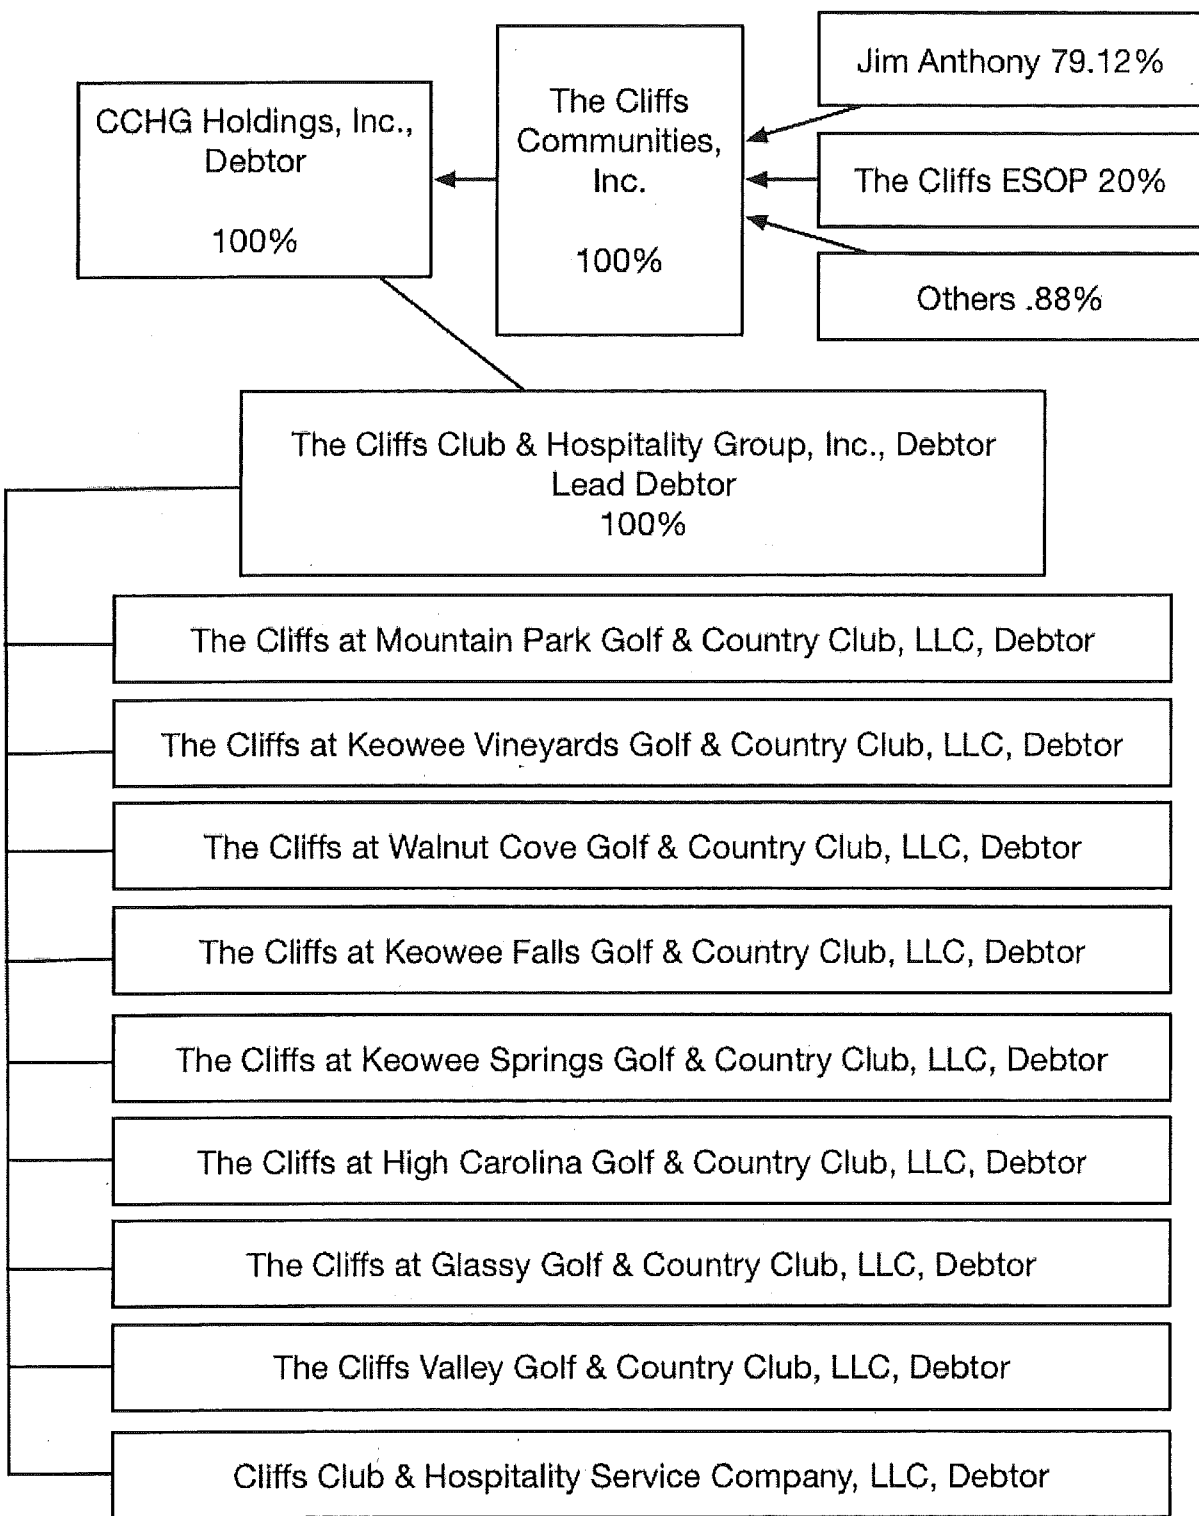 CCHG Holdings, Inc.,
Debtor
100%
The Cliffs
Communities,
Inc.
100%
Jim Anthony 79.12%
The Cliffs ESOP 20%
Others .88%
The Cliffs Club & Hospitality Group, Inc., Debtor
Lead Debtor
100%
The Cliffs at Mountain Park Golf & Country Club, LLC, Debtor
The Cliffs at Keowee Vineyards Golf & Country Club, LLC, Debtor
The Cliffs at Walnut Cove Golf & Country Club, LLC, Debtor
The Cliffs at Keowee Falls Golf & Country Club, LLC, Debtor
The Cliffs at Keowee Springs Golf & Country Club, LLC, Debtor
The Cliffs at High Carolina Golf & Country Club, LLC, Debtor
The Cliffs at Glassy Golf & Country Club, LLC, Debtor
The Cliffs Valley Golf & Country Club, LLC, Debtor
Cliffs Club & Hospitality Service Company, LLC, Debtor